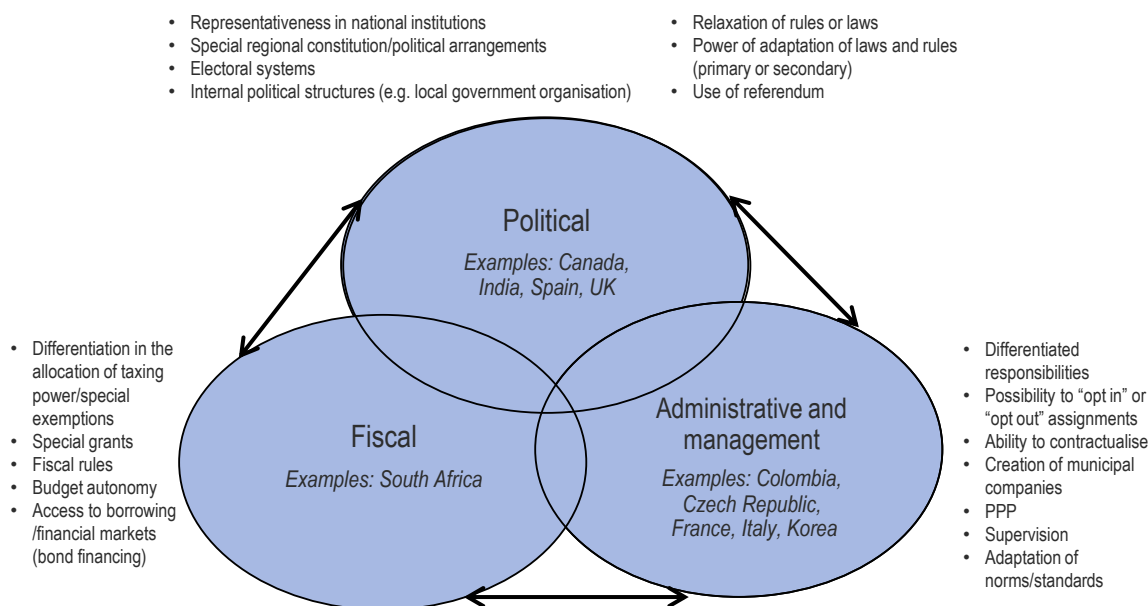 • Representativeness in national institutions
• Special regional constitution/political arrangements
• Electoral systems
• Internal political structures (e.g. local government organisation)
• Relaxation of rules or laws
• Power of adaptation of laws and rules
(primary or secondary)
• Use of referendum
Political
Examples: Canada,
India, Spain, UK
• Differentiation in the
allocation of taxing
power/special
exemptions
• Special grants
• Fiscal rules
• Budget autonomy
• Access to borrowing
/financial markets
(bond financing)
Fiscal
Examples: South Africa
Administrative and
management
Examples: Colombia,
Czech Republic,
France, Italy, Korea
• Differentiated
responsibilities
• Possibility to “opt in” or
“opt out” assignments
• Ability to contractualise
• Creation of municipal
companies
• PPP
• Supervision
• Adaptation of
norms/standards